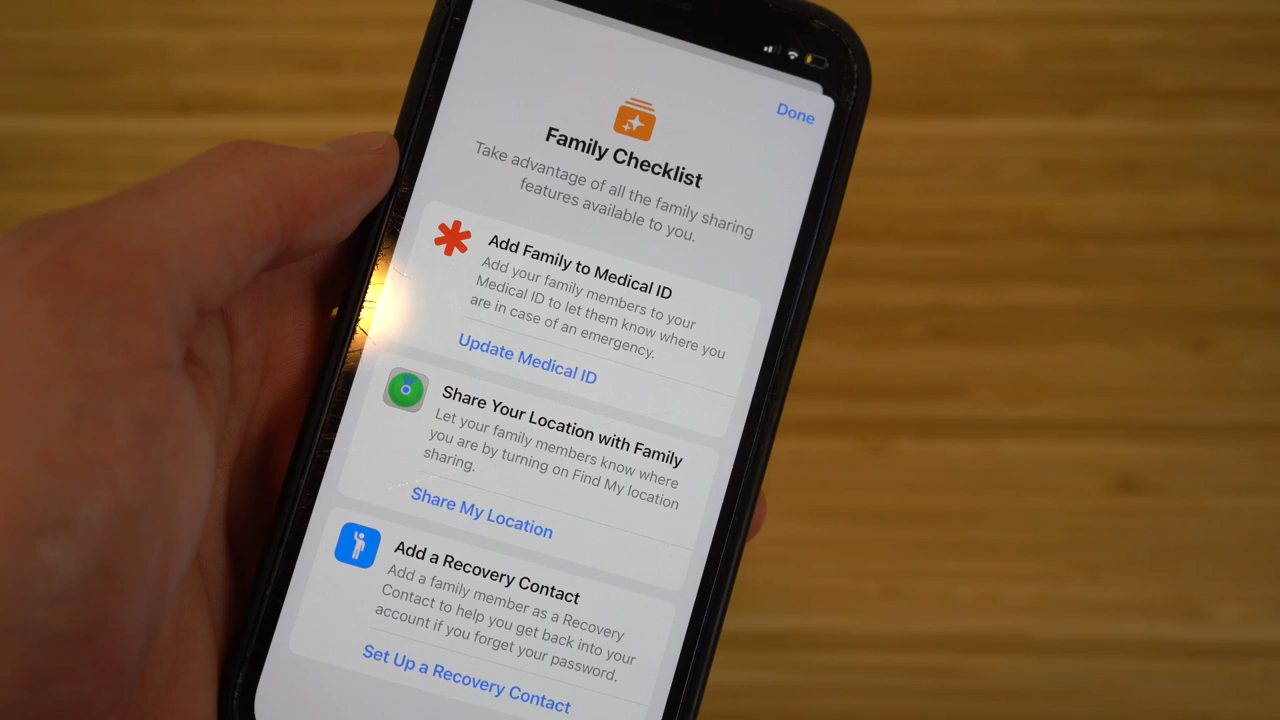 Done
Family Checklist
Take advantage of all the family sharing
features available to you.
Add Family to Medical ID
Add your family members to your
Medical ID to let them know where you
are in case of an emergency.
Update Medical ID
Share Your Location with Family
Let your family members know where
you are by turning on Find My location
sharing.
Share My Location
Add a Recovery Contact
Add a family member as a Recovery
Contact to help you get back into your
account if you forget your password.
Set Up a Recovery Contact